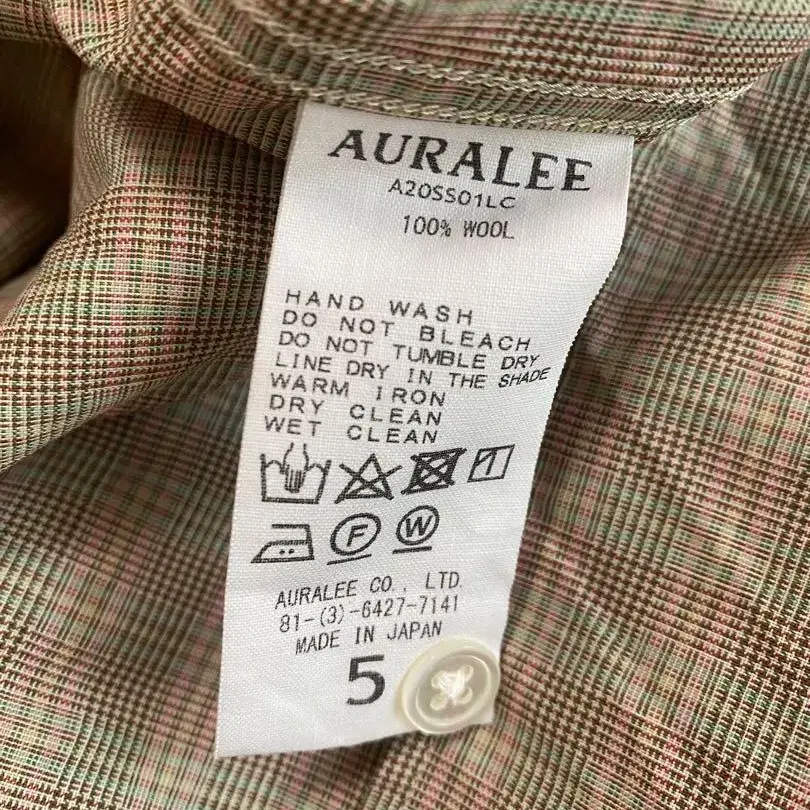 AURALEE
A20SS01LC
100% WOOL
HAND WASH
DO NOT BLEACH
DO NOT TUMBLE DRY
LINE DRY IN THE SHADE
WARM IRON
DRY CLEAN
WET CLEAN
F W
AURALEE CO., LTD.
81-(3)-6427-7141
MADE IN JAPAN
5